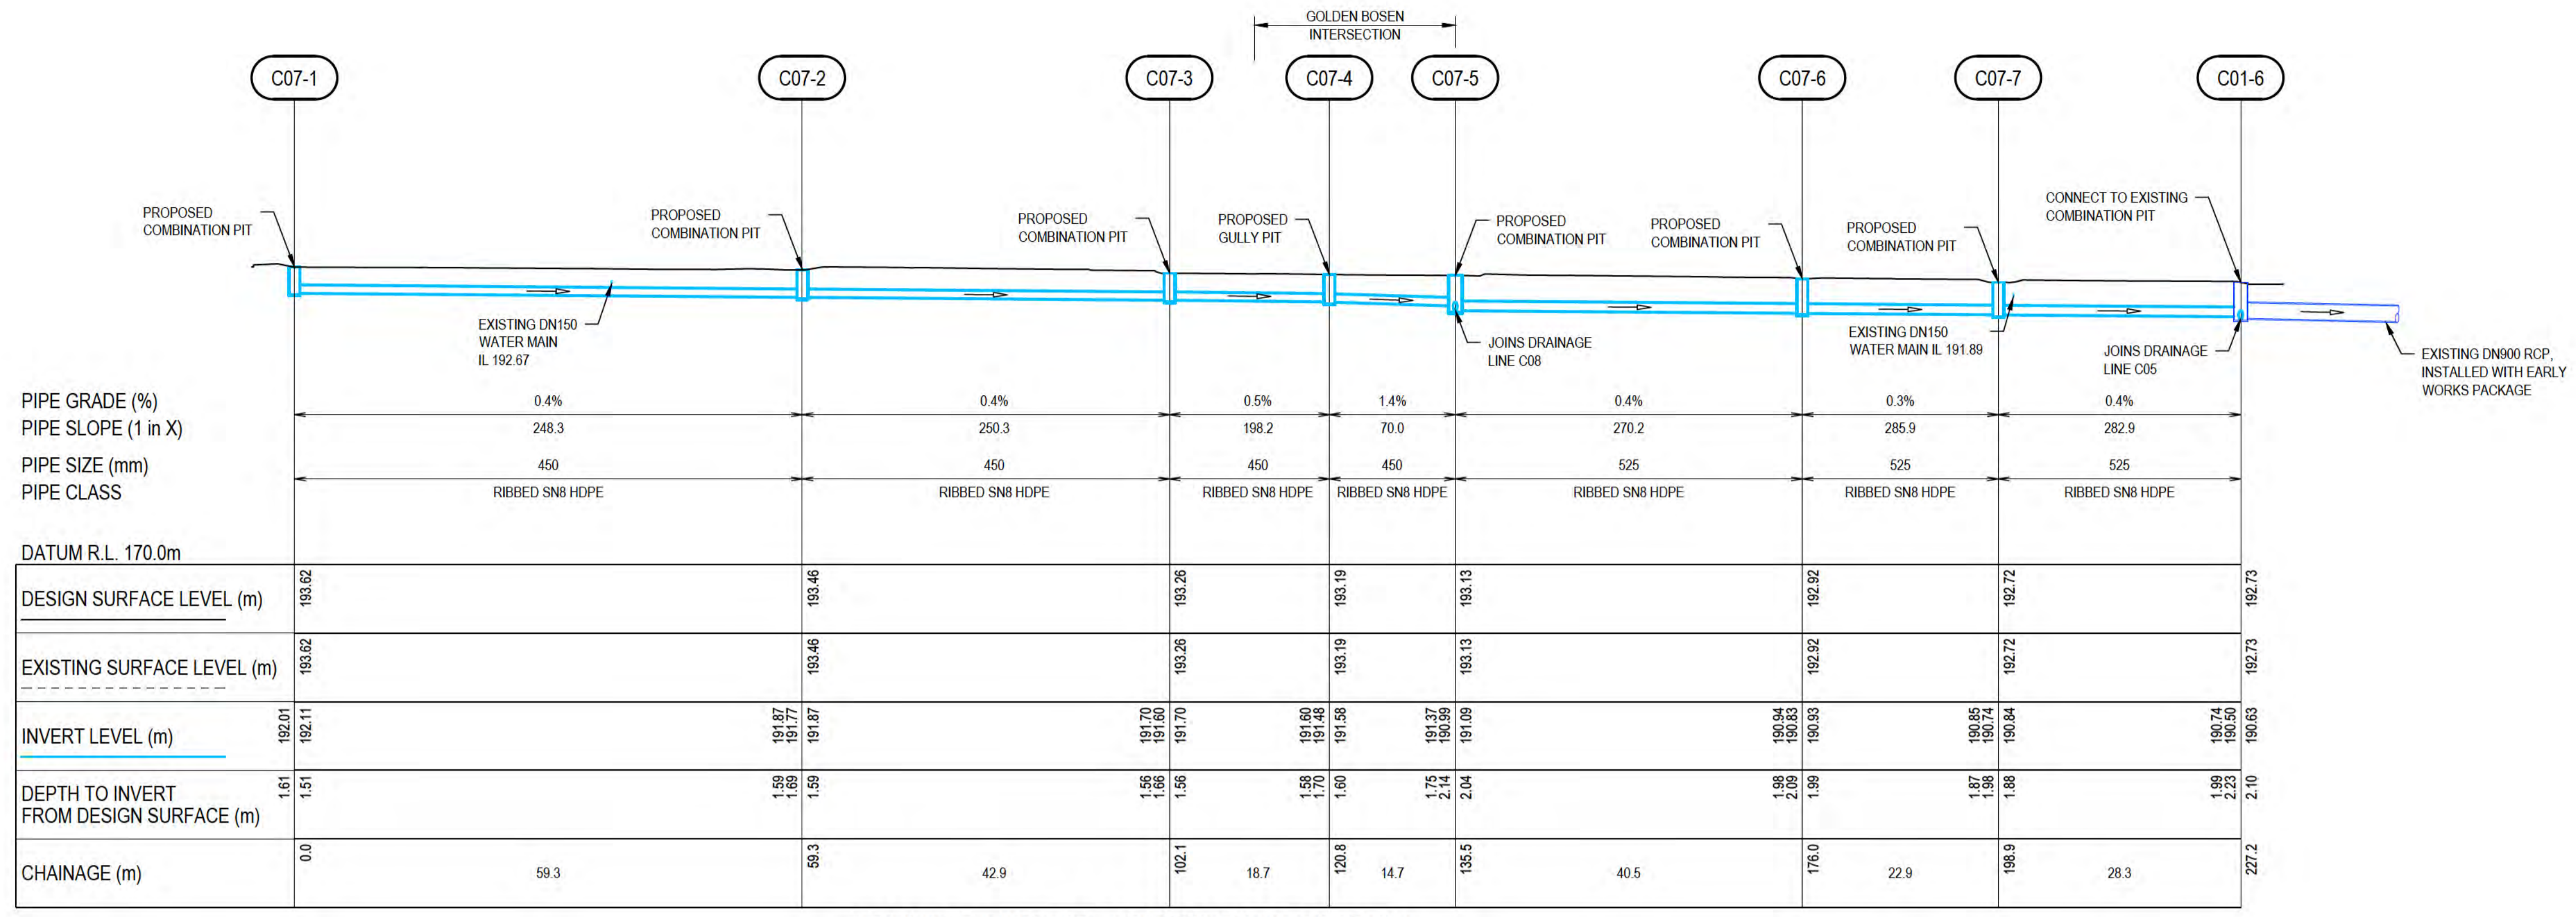 GOLDEN BOSEN
INTERSECTION
C07-1
C07-2
C07-3
C07-4
C07-5
C07-6
C07-7
C01-6
PROPOSED
COMBINATION PIT
PROPOSED
COMBINATION PIT
PROPOSED
COMBINATION PIT
PROPOSED
GULLY PIT
PROPOSED
COMBINATION PIT
PROPOSED
COMBINATION PIT
PROPOSED
COMBINATION PIT
CONNECT TO EXISTING
COMBINATION PIT
EXISTING DN150
WATER MAIN
IL 192.67
JOINS DRAINAGE
LINE C08
EXISTING DN150
WATER MAIN IL 191.89
JOINS DRAINAGE
LINE C05
EXISTING DN900 RCP,
INSTALLED WITH EARLY
WORKS PACKAGE
PIPE GRADE (%) 0.4% 0.4% 0.5% 1.4% 0.4% 0.3% 0.4%
PIPE SLOPE (1 in X) 248.3 250.3 198.2 70.0 270.2 285.9 282.9
PIPE SIZE (mm) 450 450 450 450 525 525 525
PIPE CLASS RIBBED SN8 HDPE RIBBED SN8 HDPE RIBBED SN8 HDPE RIBBED SN8 HDPE RIBBED SN8 HDPE RIBBED SN8 HDPE RIBBED SN8 HDPE
DATUM R.L. 170.0m
DESIGN SURFACE LEVEL (m) 193.62 193.46 193.26 193.19 193.13 192.92 192.72 192.73
EXISTING SURFACE LEVEL (m) 193.62 193.46 193.26 193.19 193.13 192.92 192.72 192.73
INVERT LEVEL (m) 192.01 192.11 191.87 191.77 191.87 191.70 191.60 191.70 191.60 191.48 191.58 191.37 190.99 191.09 190.94 190.83 190.93 190.85 190.74 190.84 190.74 190.50 190.63
DEPTH TO INVERT
FROM DESIGN SURFACE (m) 1.61 1.51 1.59 1.69 1.59 1.56 1.66 1.56 1.58 1.70 1.60 1.75 2.14 2.04 1.98 2.09 1.99 1.87 1.98 1.88 1.99 2.23 2.10
CHAINAGE (m) 0.0 59.3 59.3 42.9 102.1 18.7 120.8 14.7 135.5 40.5 176.0 22.9 198.9 28.3 227.2